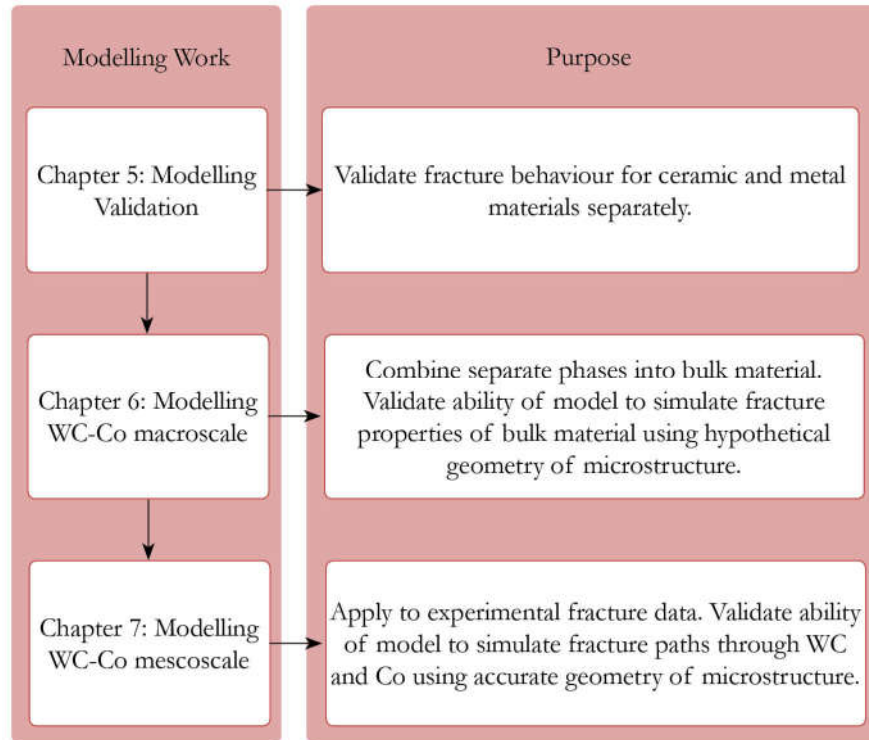 Modelling Work
Purpose
Chapter 5: Modelling
Validation
Validate fracture behaviour for ceramic and metal
materials separately.
Chapter 6: Modelling
WC-Co macroscale
Combine separate phases into bulk material.
Validate ability of model to simulate fracture
properties of bulk material using hypothetical
geometry of microstructure.
Chapter 7: Modelling
WC-Co mescoscale
Apply to experimental fracture data. Validate ability
of model to simulate fracture paths through WC
and Co using accurate geometry of microstructure.